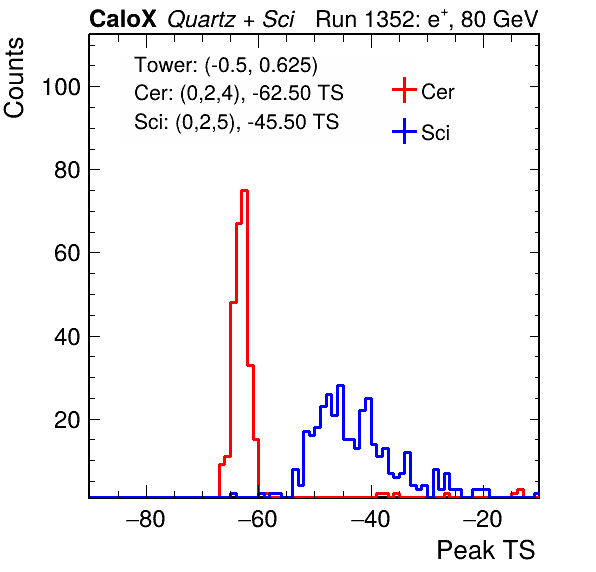 CaloX Quartz + Sci Run 1352: e⁺, 80 GeV
Counts
Tower: (-0.5, 0.625)
Cer: (0,2,4), -62.50 TS
Sci: (0,2,5), -45.50 TS
Cer
Sci
100
80
60
40
20
−80 −60 −40 −20
Peak TS